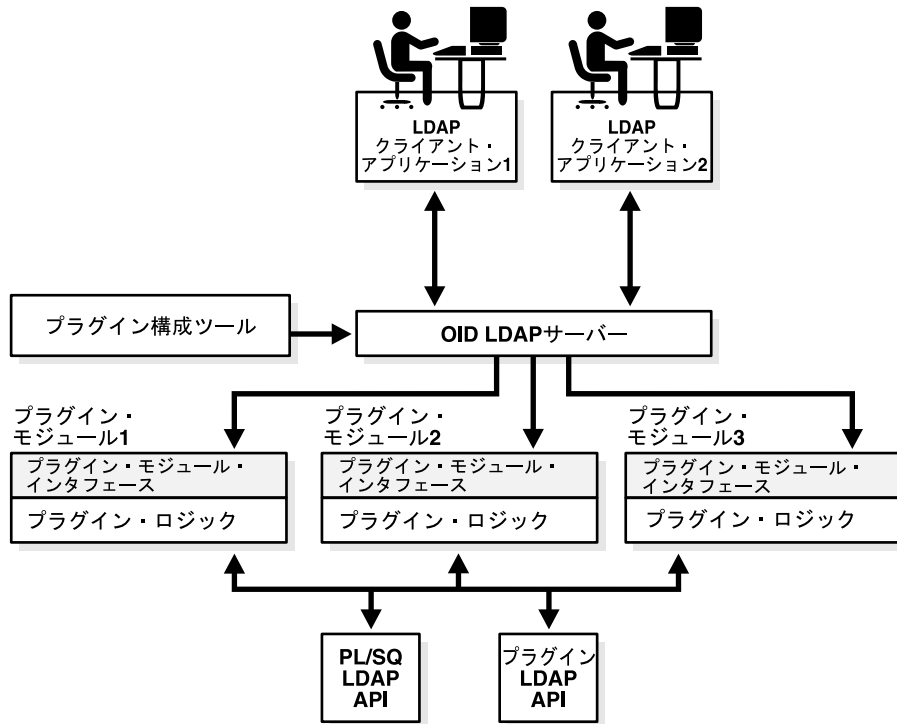 LDAP
クライアント・
アプリケーション1
LDAP
クライアント・
アプリケーション2
プラグイン構成ツール
OID LDAPサーバー
プラグイン・
モジュール1
プラグイン・
モジュール2
プラグイン・
モジュール3
プラグイン・モジュール・
インタフェース
プラグイン・ロジック
プラグイン・モジュール・
インタフェース
プラグイン・ロジック
プラグイン・モジュール・
インタフェース
プラグイン・ロジック
PL/SQ
LDAP
API
プラグイン
LDAP
API